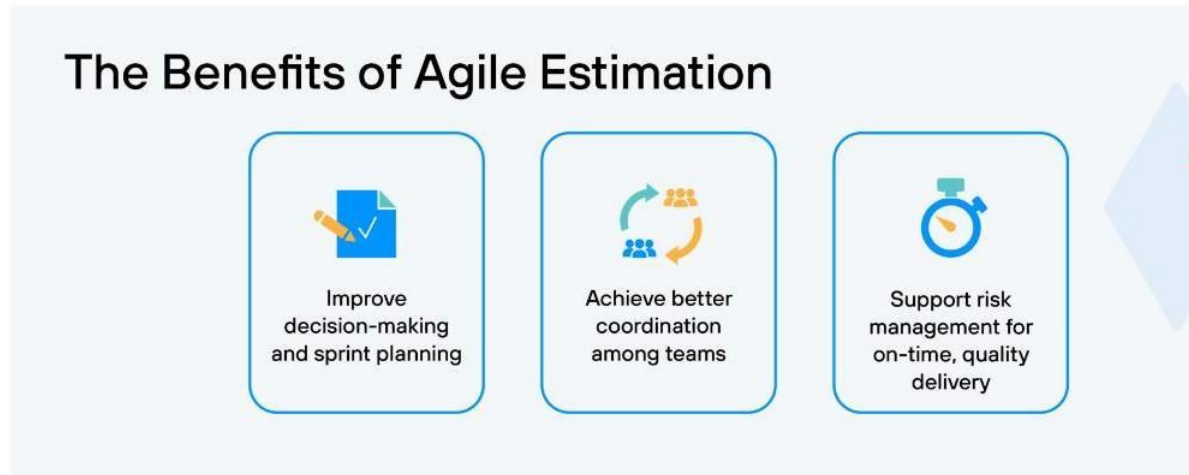 The Benefits of Agile Estimation
Improve
decision-making
and sprint planning
Achieve better
coordination
among teams
Support risk
management for
on-time, quality
delivery